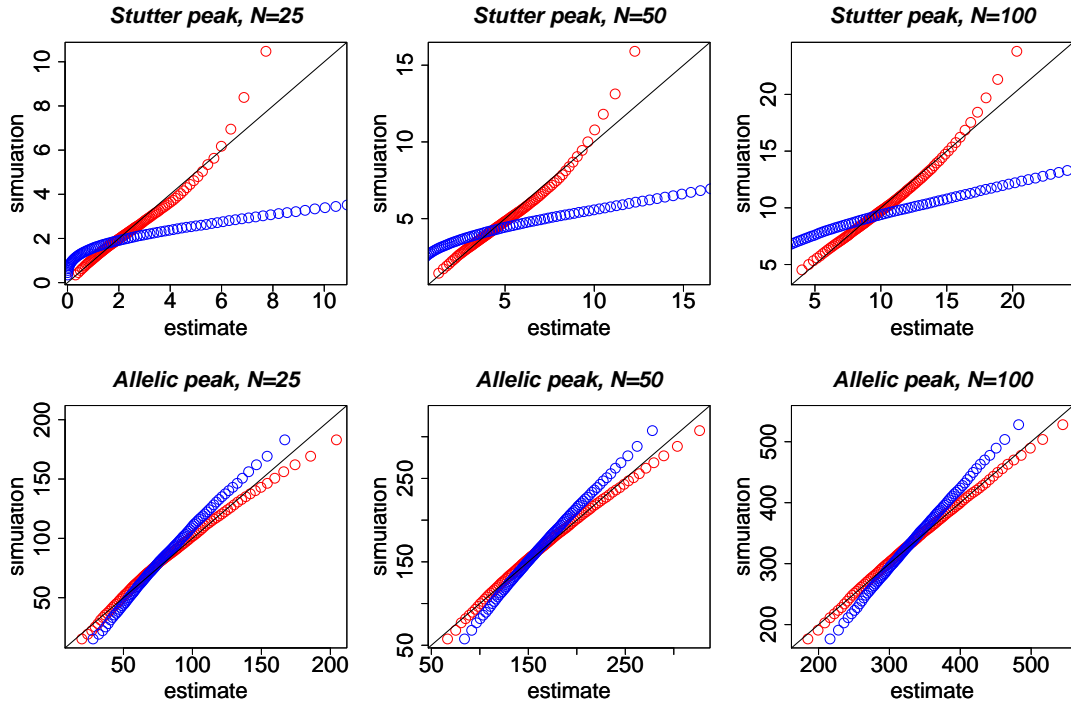 Stutter peak, N=25
Stutter peak, N=50
Stutter peak, N=100
simulation
10
8
6
4
2
0
0 2 4 6 8 10
estimate
simulation
15
10
5
5 10 15
estimate
simulation
20
15
10
5
5 10 15 20
estimate
Allelic peak, N=25
Allelic peak, N=50
Allelic peak, N=100
simulation
200
150
100
50
50 100 150 200
estimate
simulation
250
150
50
50 150 250
estimate
simulation
500
400
300
200
200 300 400 500
estimate